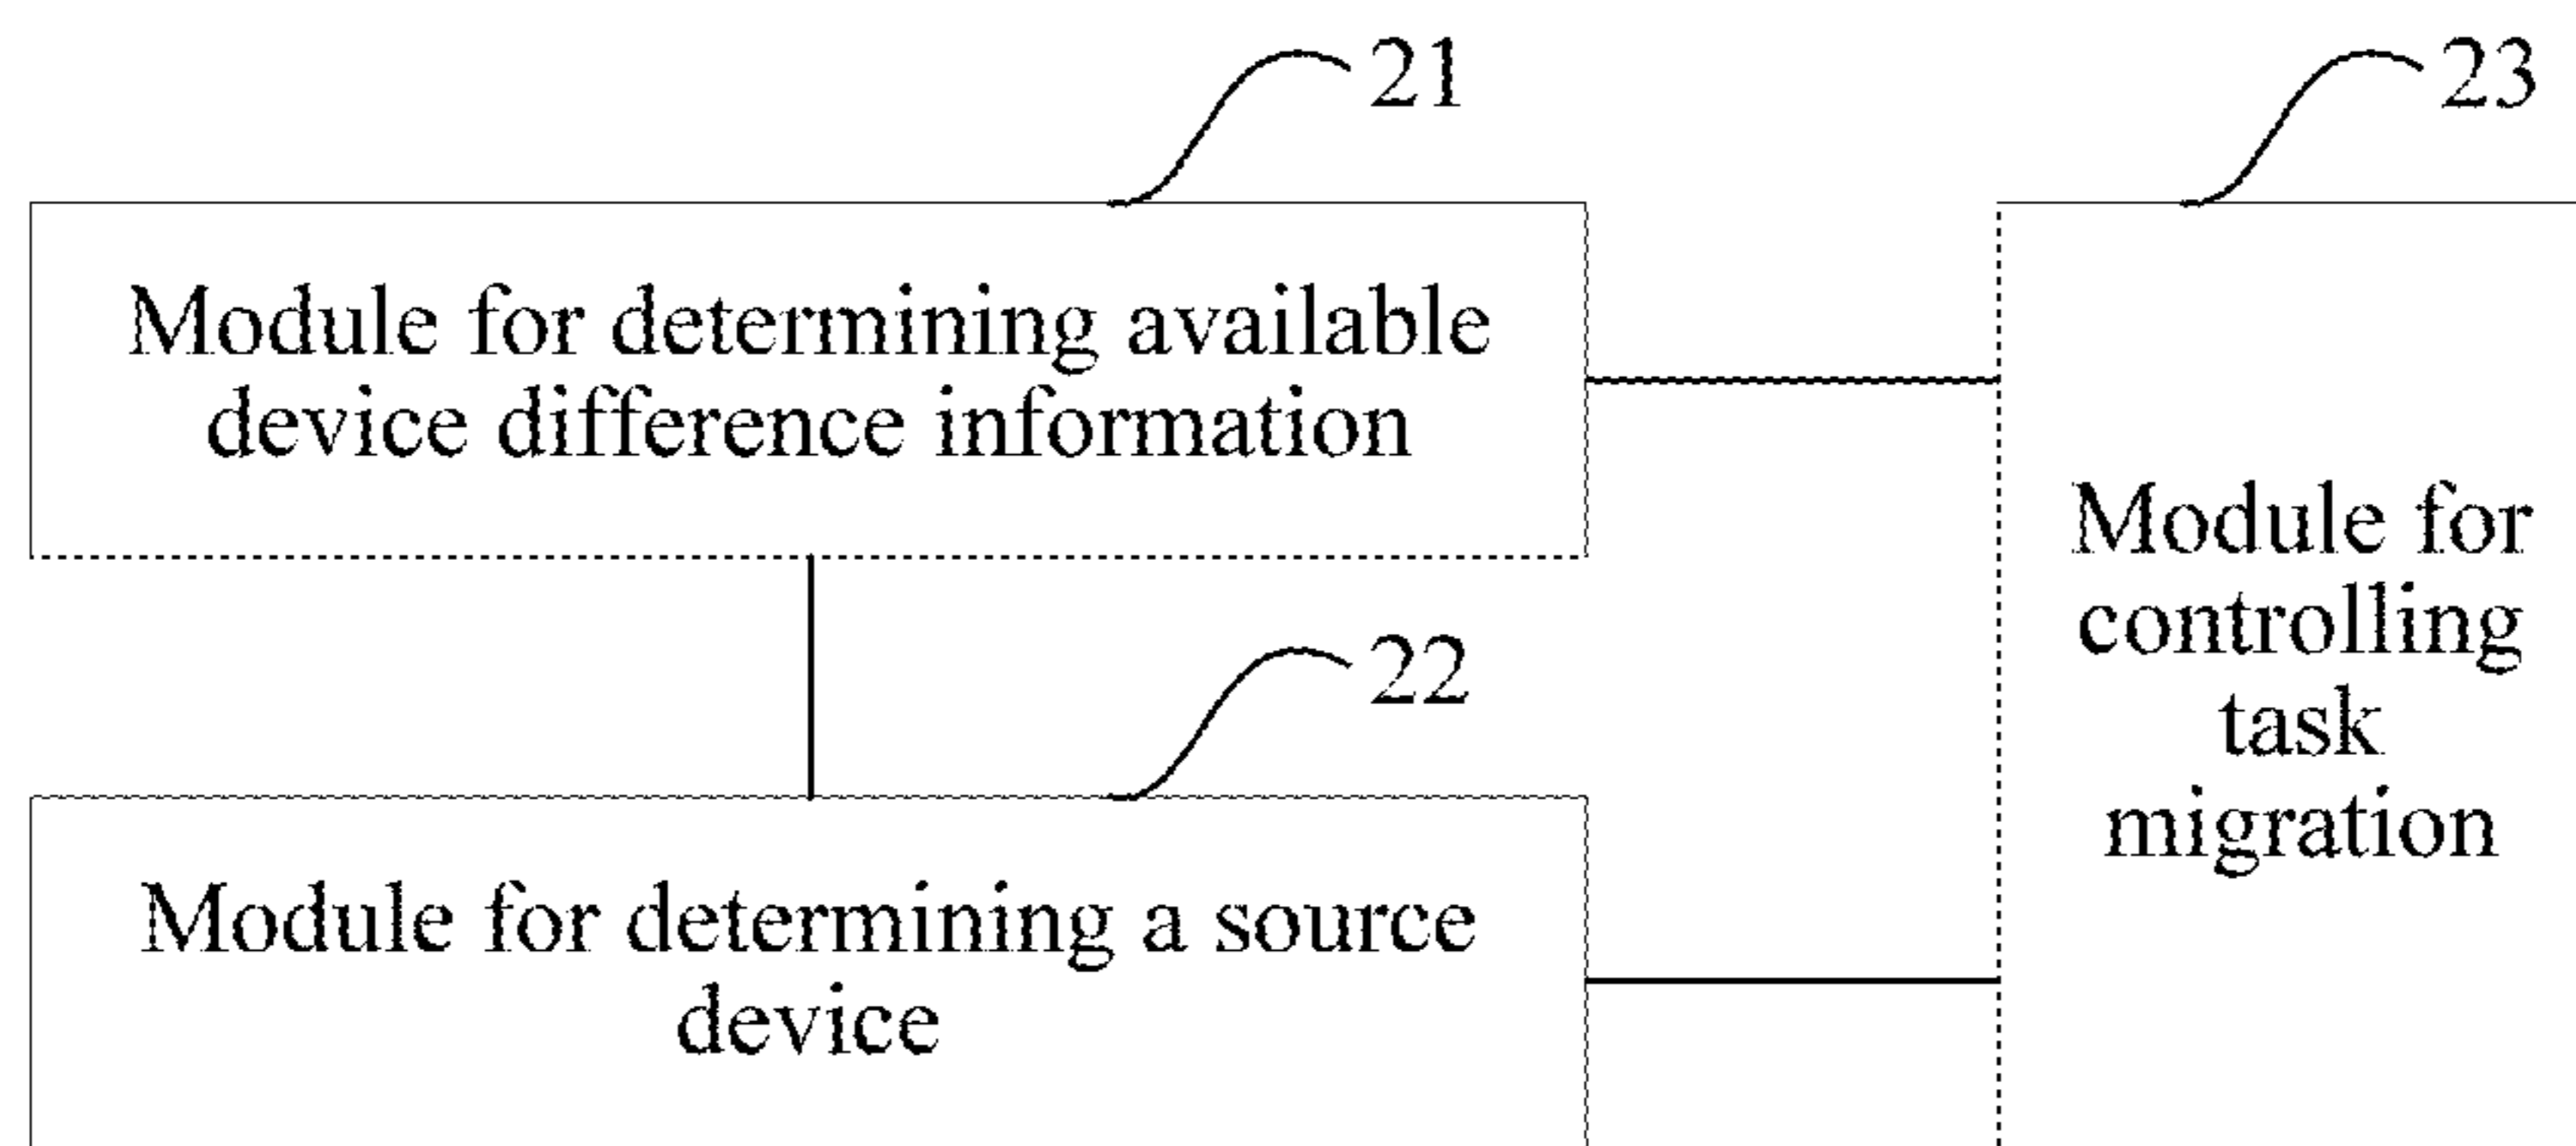 21
23
Module for determining available
device difference information
Module for
controlling
task
migration
22
Module for determining a source
device